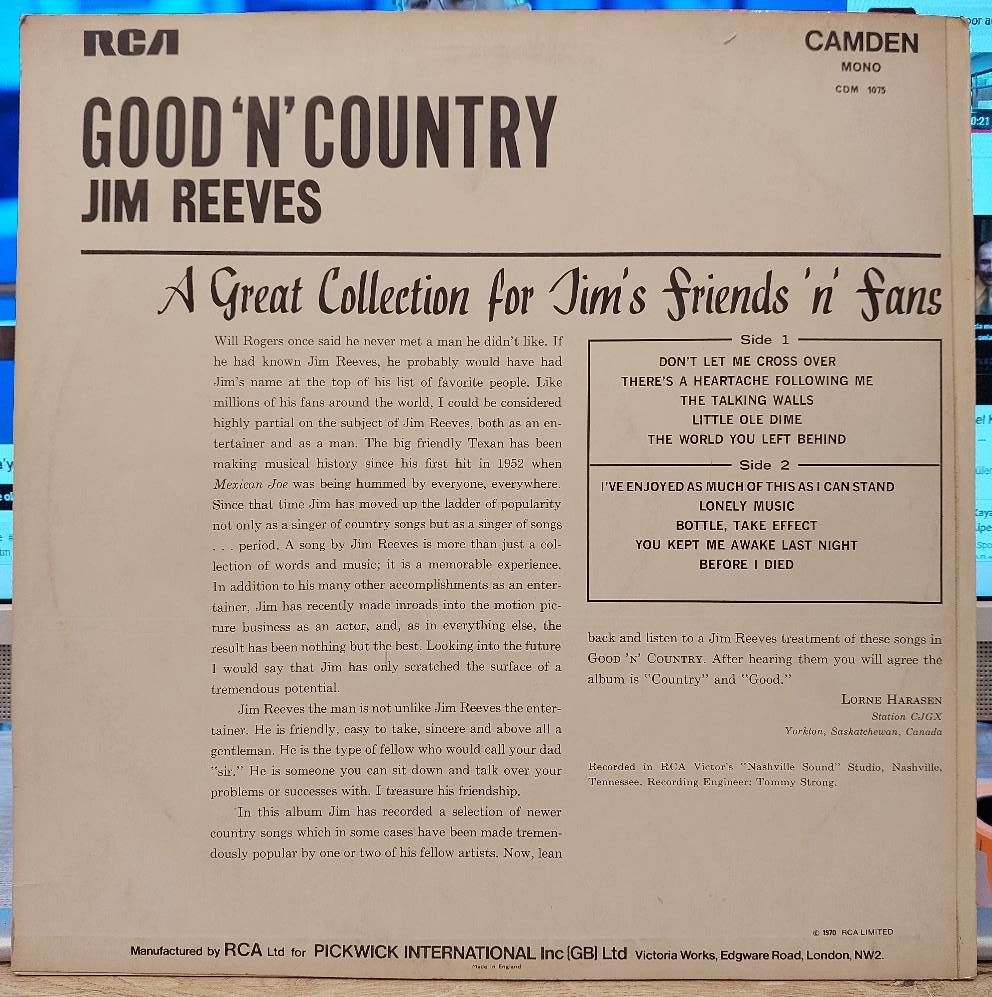 RCA
CAMDEN
MONO
CDM 1075
GOOD 'N' COUNTRY
JIM REEVES
A Great Collection for Jim's Friends 'n' Fans
Will Rogers once said he never met a man he didn't like. If
he had known Jim Reeves, he probably would have had
Jim's name at the top of his list of favorite people. Like
millions of his fans around the world, I could be considered
highly partial on the subject of Jim Reeves, both as an en-
tertainer and as a man. The big friendly Texan has been
making musical history since his first hit in 1952 when
Mexican Joe was being hummed by everyone, everywhere.
Since that time Jim has moved up the ladder of popularity
not only as a singer of country songs but as a singer of songs
. . . period. A song by Jim Reeves is more than just a col-
lection of words and music; it is a memorable experience.
In addition to his many other accomplishments as an enter-
tainer, Jim has recently made inroads into the motion pic-
ture business as an actor, and, as in everything else, the
result has been nothing but the best. Looking into the future
I would say that Jim has only scratched the surface of a
tremendous potential.
Jim Reeves the man is not unlike Jim Reeves the enter-
tainer. He is friendly, easy to take, sincere and above all a
gentleman. He is the type of fellow who would call your dad
"sir." He is someone you can sit down and talk over your
problems or successes with. I treasure his friendship.
In this album Jim has recorded a selection of newer
country songs which in some cases have been made tremen-
dously popular by one or two of his fellow artists. Now, lean
Side 1
DON'T LET ME CROSS OVER
THERE'S A HEARTACHE FOLLOWING ME
THE TALKING WALLS
LITTLE OLE DIME
THE WORLD YOU LEFT BEHIND
Side 2
I'VE ENJOYED AS MUCH OF THIS AS I CAN STAND
LONELY MUSIC
BOTTLE, TAKE EFFECT
YOU KEPT ME AWAKE LAST NIGHT
BEFORE I DIED
back and listen to a Jim Reeves treatment of these songs in
GOOD 'N' COUNTRY. After hearing them you will agree the
album is "Country" and "Good."
LORNE HARASEN
Station CJGX
Yorkton, Saskatchewan, Canada
Recorded in RCA Victor's "Nashville Sound" Studio, Nashville,
Tennessee. Recording Engineer: Tommy Strong.
© 1970 RCA LIMITED
Manufactured by RCA Ltd for PICKWICK INTERNATIONAL Inc (GB) Ltd Victoria Works, Edgware Road, London, NW2.
Made in England